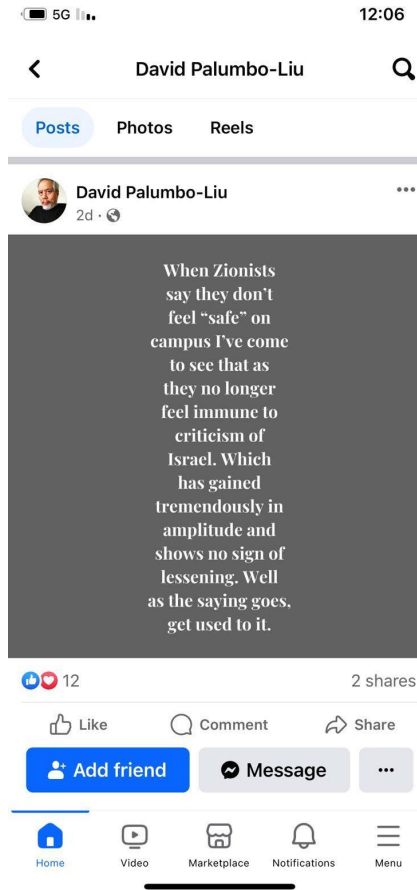 5G
12:06
David Palumbo-Liu
Posts Photos Reels
David Palumbo-Liu
2d
When Zionists
say they don’t
feel “safe” on
campus I’ve come
to see that as
they no longer
feel immune to
criticism of
Israel. Which
has gained
tremendously in
amplitude and
shows no sign of
lessening. Well
as the saying goes,
get used to it.
12
2 shares
Like Comment Share
Add friend Message
Home Video Marketplace Notifications Menu